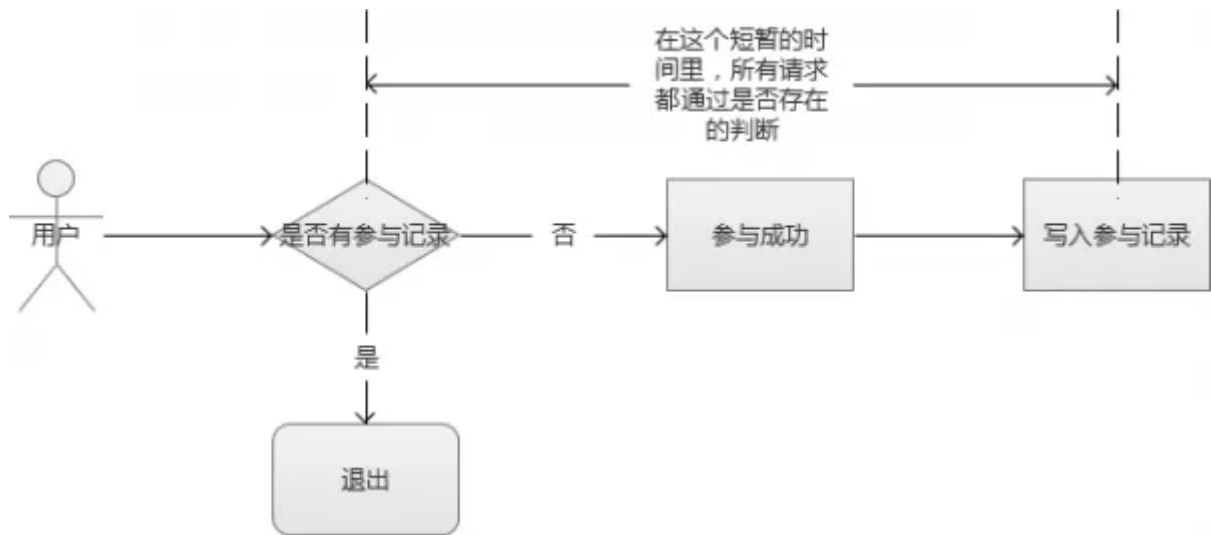 在这个短暂的时
间里，所有请求
都通过是否存在
的判断
用户
是否有参与记录
否
参与成功
写入参与记录
是
退出